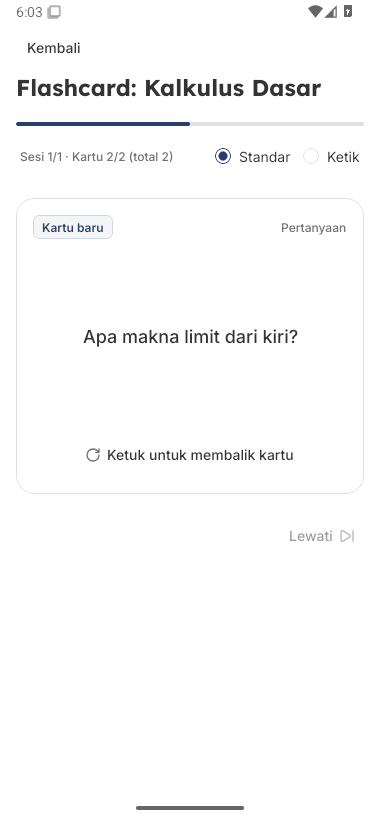 6:03
Kembali
Flashcard: Kalkulus Dasar
Sesi 1/1 · Kartu 2/2 (total 2)
Standar
Ketik
Kartu baru
Pertanyaan
Apa makna limit dari kiri?
Ketuk untuk membalik kartu
Lewati